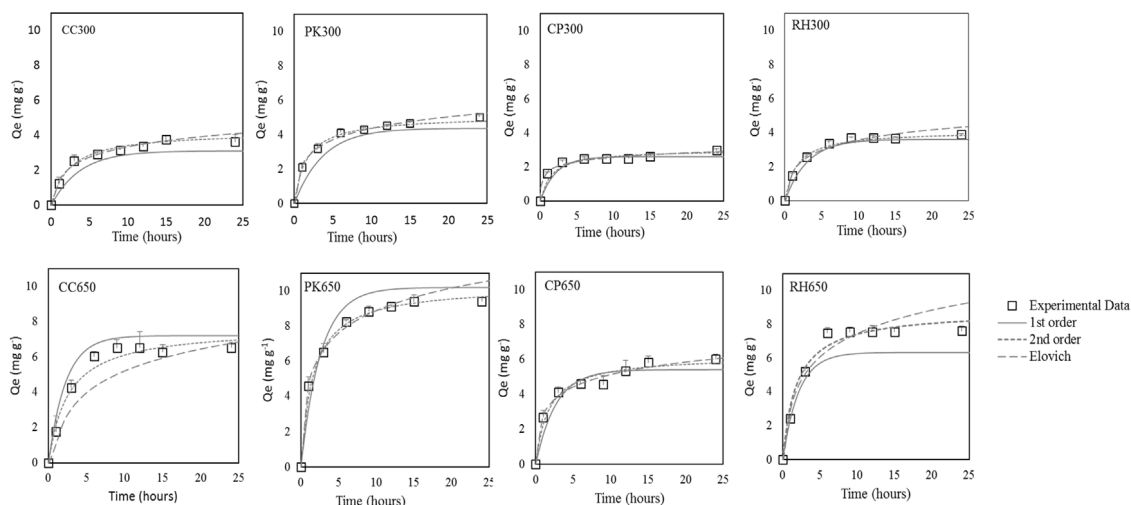 CC300
10
8
6
4
2
0
Qe (mg g⁻)
0 5 10 15 20 25
Time (hours)
PK300
10
8
6
4
2
0
Qe (mg g⁻)
0 5 10 15 20 25
Time (hours)
CP300
10
8
6
4
2
0
Qe (mg g⁻)
0 5 10 15 20 25
Time (hours)
RH300
10
8
6
4
2
0
Qe (mg g⁻)
0 5 10 15 20 25
Time (hours)
CC650
10
8
6
4
2
0
Qe (mg g⁻)
0 5 10 15 20 25
Time (hours)
PK650
10
8
6
4
2
0
Qe (mg g⁻¹)
0 5 10 15 20 25
Time (hours)
CP650
10
8
6
4
2
0
Qe (mg g⁻)
0 5 10 15 20 25
Time (hours)
RH650
10
8
6
4
2
0
Qe (mg g⁻)
0 5 10 15 20 25
Time (hours)
Experimental Data
1st order
2nd order
Elovich